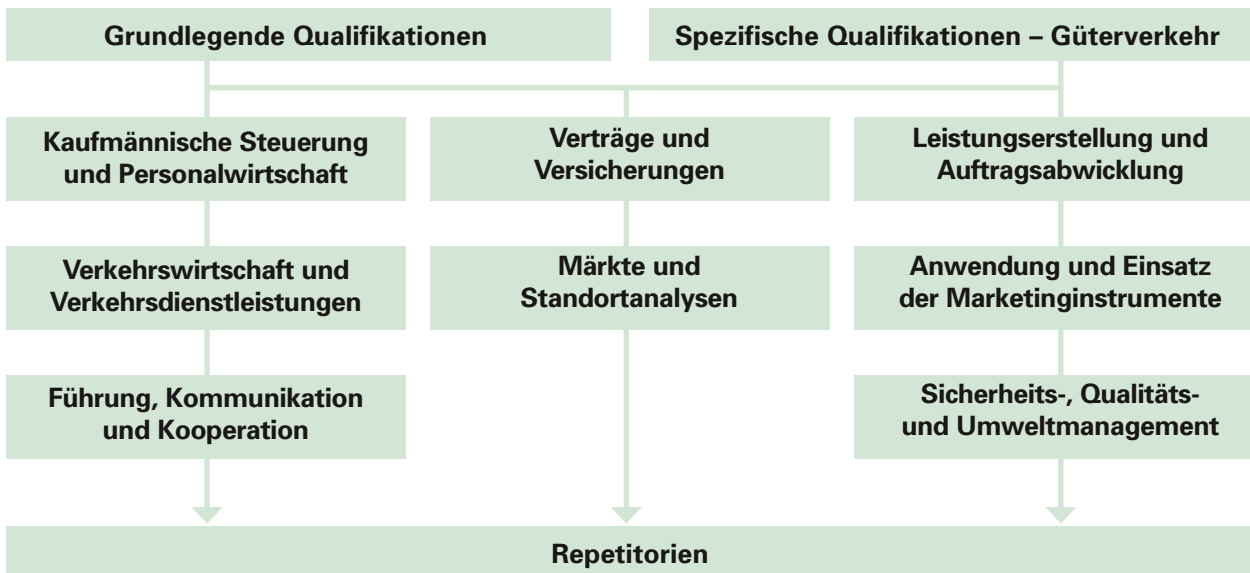 Grundlegende Qualifikationen
Spezifische Qualifikationen – Güterverkehr
Kaufmännische Steuerung
und Personalwirtschaft
Verträge und
Versicherungen
Leistungserstellung und
Auftragsabwicklung
Verkehrswirtschaft und
Verkehrsdienstleistungen
Märkte und
Standortanalysen
Anwendung und Einsatz
der Marketinginstrumente
Führung, Kommunikation
und Kooperation
Sicherheits-, Qualitäts-
und Umweltmanagement
Repetitorien